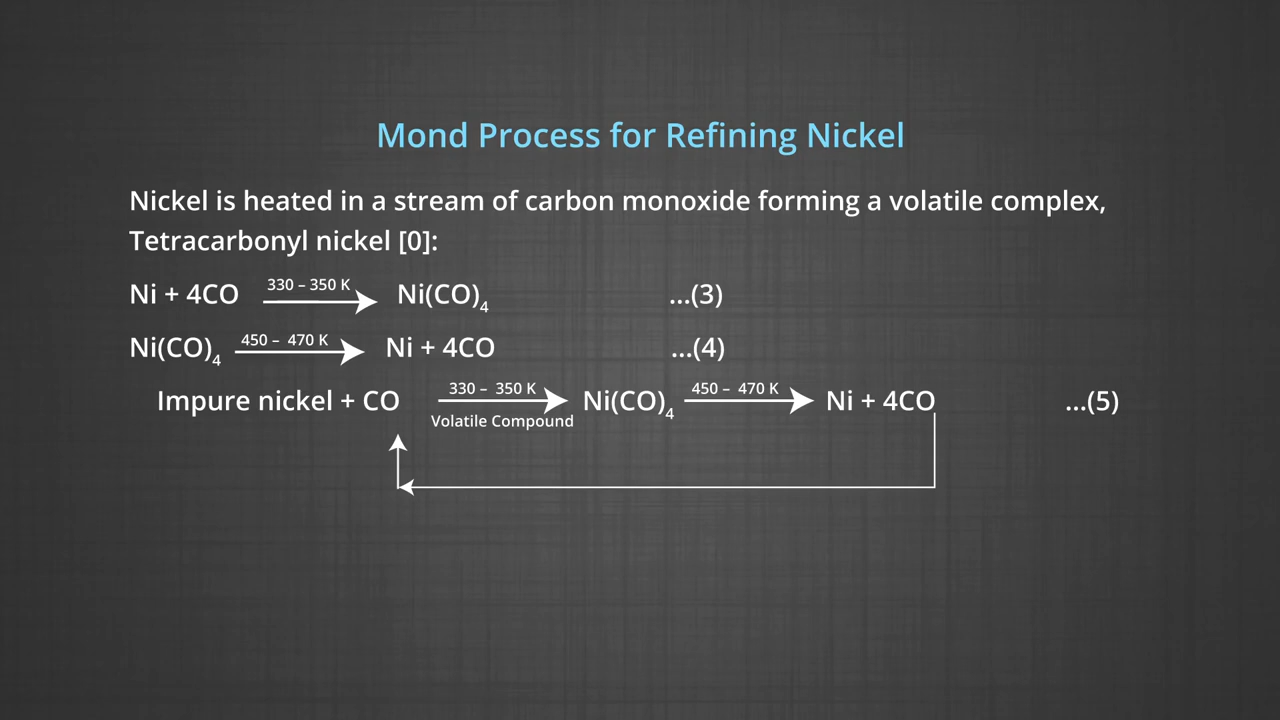 Mond Process for Refining Nickel
Nickel is heated in a stream of carbon monoxide forming a volatile complex,
Tetracarbonyl nickel [0]:
Ni + 4CO 330 – 350 K Ni(CO)₄ ...(3)
Ni(CO)₄ 450 – 470 K Ni + 4CO ...(4)
Impure nickel + CO 330 – 350 K Volatile Compound Ni(CO)₄ 450 – 470 K Ni + 4CO ...(5)